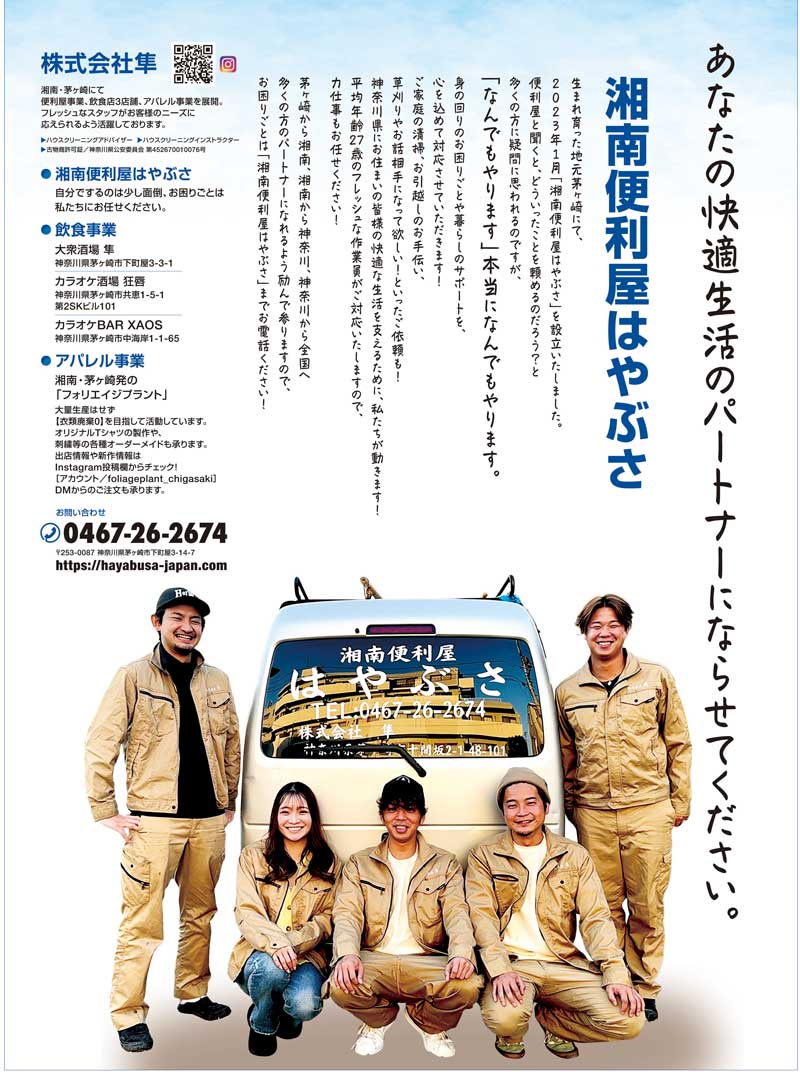 あなたの快適生活のパートナーにならせてください。
湘南便利屋はやぶさ
生まれ育った地元茅ヶ崎にて、
2023年1月「湘南便利屋はやぶさ」を設立いたしました。
便利屋と聞くと、どういったことを頼めるのだろう？と
多くの方に疑問に思われるのですが、
「なんでもやります」本当になんでもやります。
身の回りのお困りごとや暮らしのサポートを、
心を込めて対応させていただきます！
ご家庭の清掃、お引越しのお手伝い、
草刈りやお話相手になって欲しい！といったご依頼も！
神奈川県にお住まいの皆様の快適な生活を支えるために、私たちが動きます！
平均年齢27歳のフレッシュな作業員がご対応いたしますので、
力仕事もお任せください！
茅ヶ崎から湘南、湘南から神奈川、神奈川から全国へ
多くの方のパートナーになれるよう励んで参りますので、
お困りごとは「湘南便利屋はやぶさ」までお電話ください！
株式会社隼
湘南・茅ヶ崎にて
便利屋事業、飲食店3店舗、アパレル事業を展開。
フレッシュなスタッフがお客様のニーズに
応えられるよう活躍しております。
▶ハウスクリーニングアドバイザー ▶ハウスクリーニングインストラクター
▶古物商許可証／神奈川県公安委員会 第452670010076号
●湘南便利屋はやぶさ
自分でするのは少し面倒、お困りごとは
私たちにお任せください。
●飲食事業
大衆酒場 隼
神奈川県茅ヶ崎市下町屋3-3-1
カラオケ酒場 狂唇
神奈川県茅ヶ崎市共恵1-5-1
第2SKビル101
カラオケBAR XAOS
神奈川県茅ヶ崎市中海岸1-1-65
●アパレル事業
湘南・茅ヶ崎発の
「フォリエイジプラント」
大量生産はせず
【衣類廃棄0】を目指して活動しています。
オリジナルTシャツの製作や、
刺繍等の各種オーダーメイドも承ります。
出店情報や新作情報は
Instagram投稿欄からチェック！
［アカウント／foliageplant_chigasaki］
DMからのご注文も承ります。
お問い合わせ
0467-26-2674
〒253-0087 神奈川県茅ヶ崎市下町屋3-14-7
https://hayabusa-japan.com
湘南便利屋
はやぶさ
TEL.0467-26-2674
株式会社 隼
神奈川県茅ヶ崎市十間坂2-1-48-101